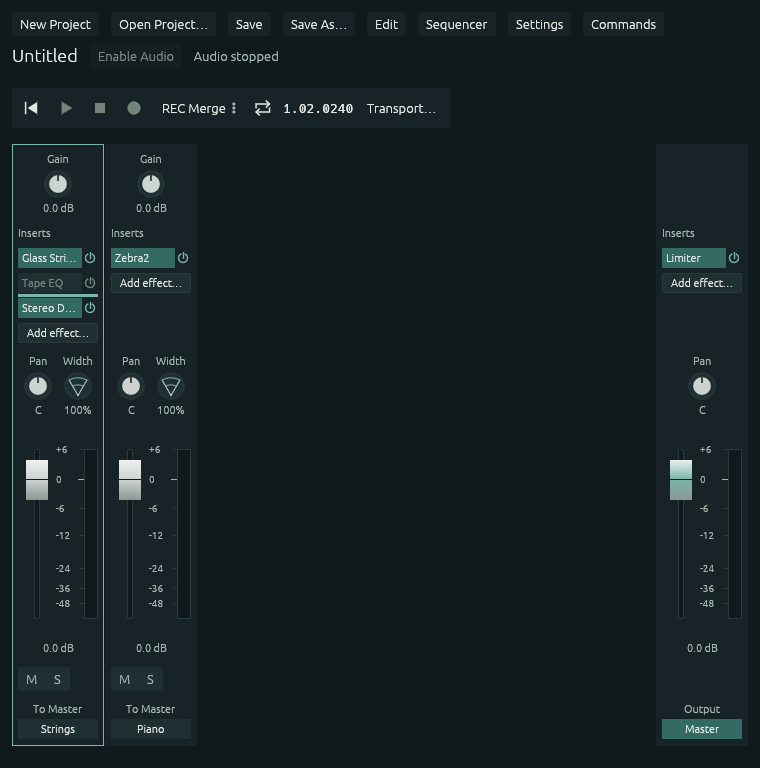 New Project Open Project... Save Save As... Edit Sequencer Settings Commands
Untitled Enable Audio Audio stopped
REC Merge 1.02.0240 Transport...
Gain
0.0 dB
Inserts
Glass Stri...
Tape EQ
Stereo D...
Add effect...
Pan Width
C 100%
+6
0
-6
-12
-24
-36
-48
0.0 dB
M S
To Master
Strings
Gain
0.0 dB
Zebra2
Add effect...
Pan Width
C 100%
+6
0
-6
-12
-24
-36
-48
0.0 dB
M S
To Master
Piano
Inserts
Limiter
Add effect...
Pan
C
+6
0
-6
-12
-24
-36
-48
0.0 dB
Output
Master